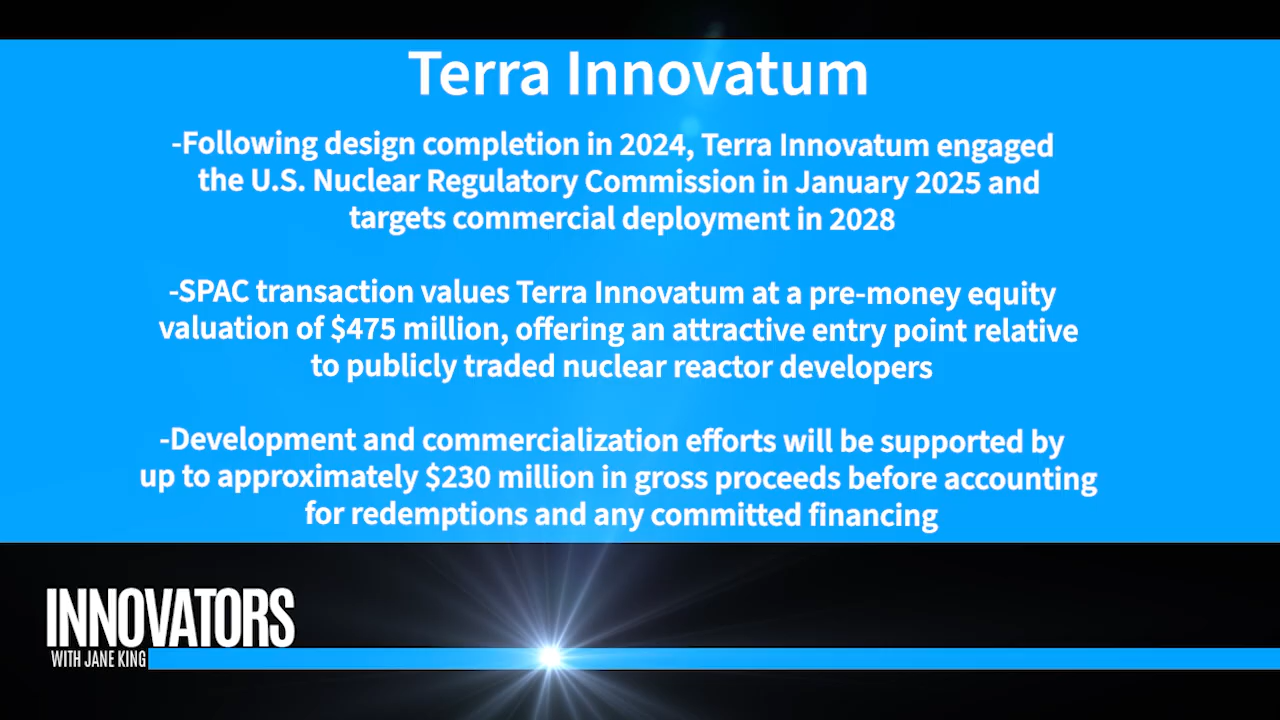 Terra Innovatum
-Following design completion in 2024, Terra Innovatum engaged
the U.S. Nuclear Regulatory Commission in January 2025 and
targets commercial deployment in 2028
-SPAC transaction values Terra Innovatum at a pre-money equity
valuation of $475 million, offering an attractive entry point relative
to publicly traded nuclear reactor developers
-Development and commercialization efforts will be supported by
up to approximately $230 million in gross proceeds before accounting
for redemptions and any committed financing
INNOVATORS
WITH JANE KING